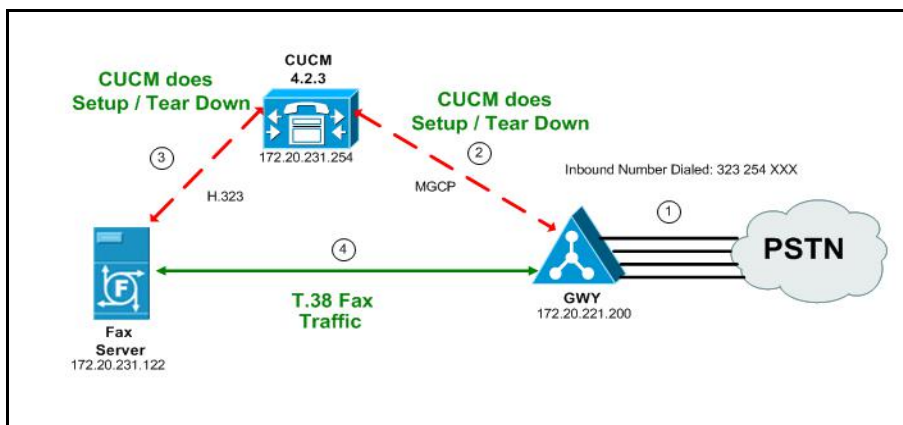 CUCM
4.2.3
CUCM does
Setup / Tear Down
CUCM does
Setup / Tear Down
172.20.231.254
3
2
Inbound Number Dialed: 323 254 XXX
H.323
MGCP
1
PSTN
F
4
T.38 Fax
Traffic
GWY
172.20.221.200
Fax
Server
172.20.231.122